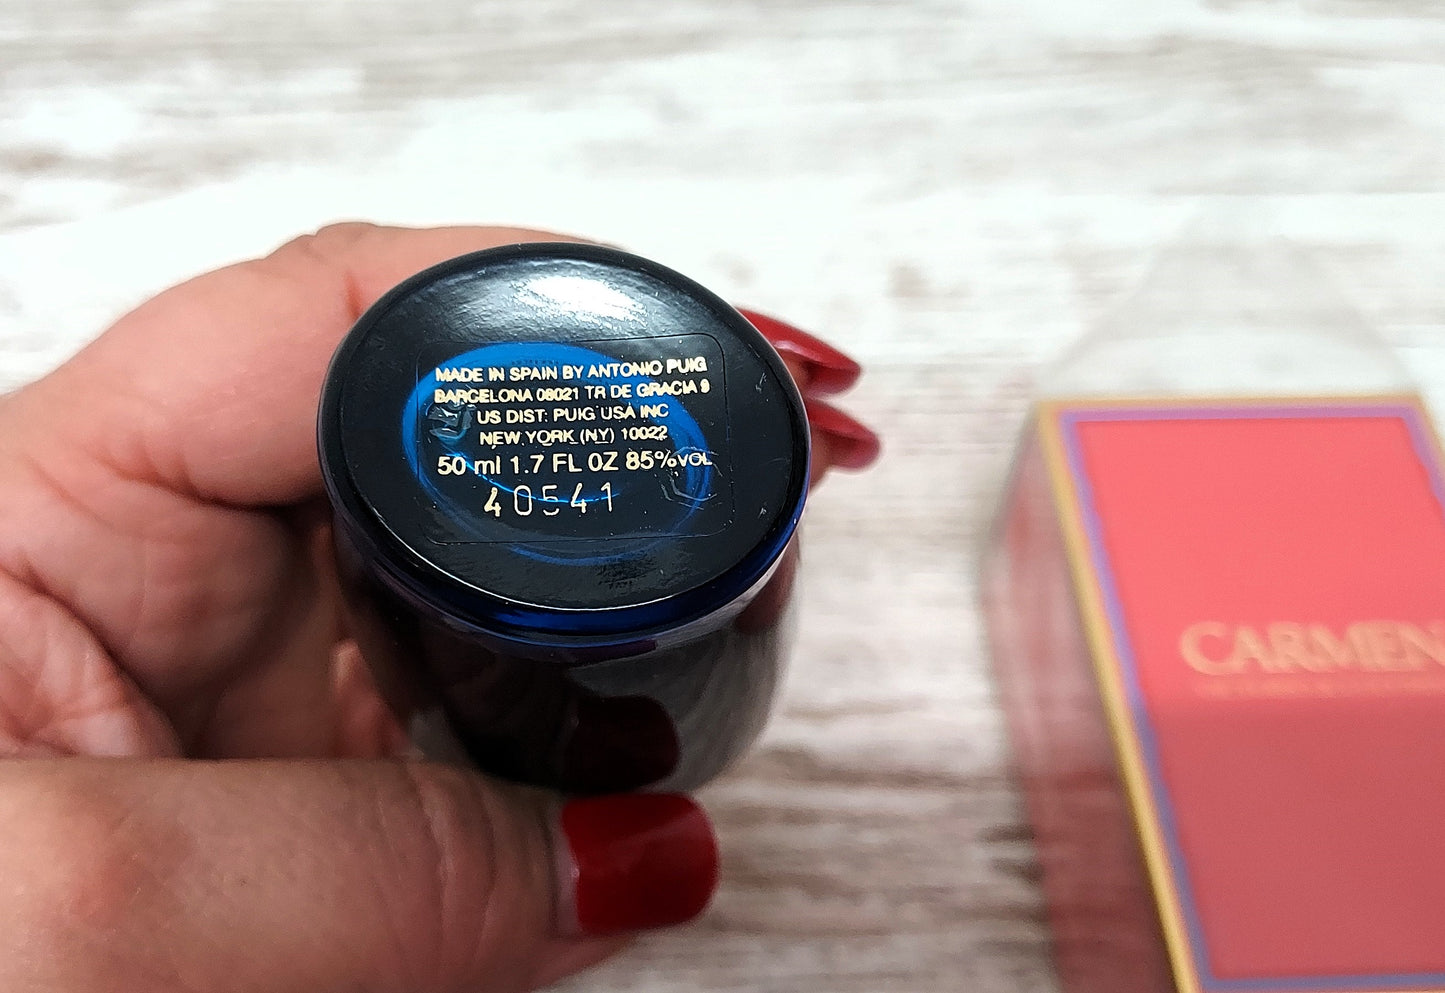 MADE IN SPAIN BY ANTONIO PUIG
BARCELONA 08021 TR DE GRACIA 9
US DIST: PUIG USA INC
NEW YORK (NY) 10022
50 ml 1.7 FL OZ 85%VOL
40541
CARMEN